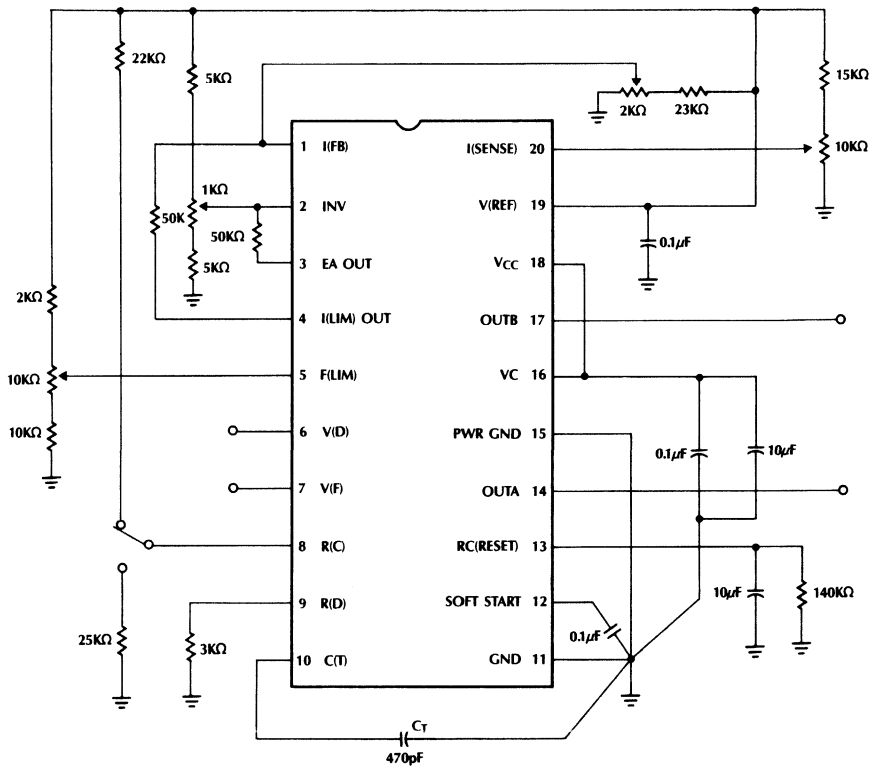 22KΩ
5KΩ
15KΩ
2KΩ
23KΩ
10KΩ
1 I(FB)
I(SENSE) 20
1KΩ
50K
2 INV
V(REF) 19
50KΩ
0.1µF
5KΩ
3 EA OUT
VCC 18
2KΩ
4 I(LIM) OUT
OUTB 17
10KΩ
5 F(LIM)
VC 16
10KΩ
6 V(D)
PWR GND 15
0.1µF
10µF
7 V(F)
OUTA 14
8 R(C)
RC(RESET) 13
10µF
140KΩ
9 R(D)
SOFT START 12
0.1µF
25KΩ
3KΩ
10 C(T)
GND 11
CT
470pF